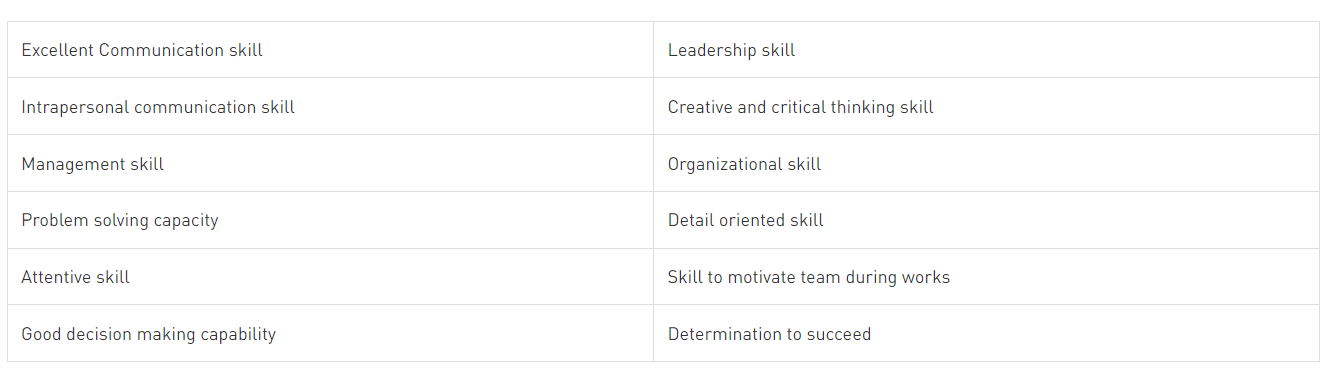 Excellent Communication skill
Leadership skill
Intrapersonal communication skill
Creative and critical thinking skill
Management skill
Organizational skill
Problem solving capacity
Detail oriented skill
Attentive skill
Skill to motivate team during works
Good decision making capability
Determination to succeed